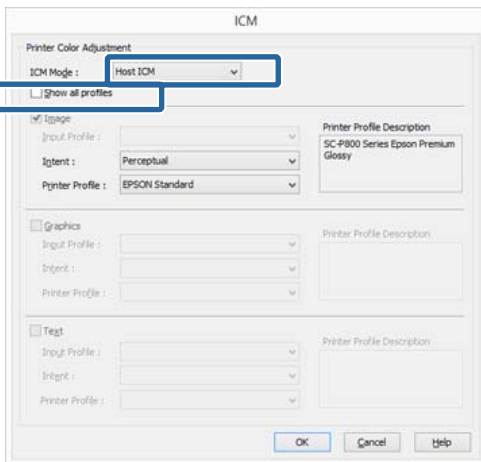 ICM
Printer Color Adjustment
ICM Mode : Host ICM
Show all profiles
Image
Input Profile :
Printer Profile Description
Intent : Perceptual
SC-P800 Series Epson Premium
Glossy
Printer Profile : EPSON Standard
Graphics
Input Profile :
Printer Profile Description
Intent :
Printer Profile :
Text
Input Profile :
Printer Profile Description
Intent :
Printer Profile :
OK Cancel Help